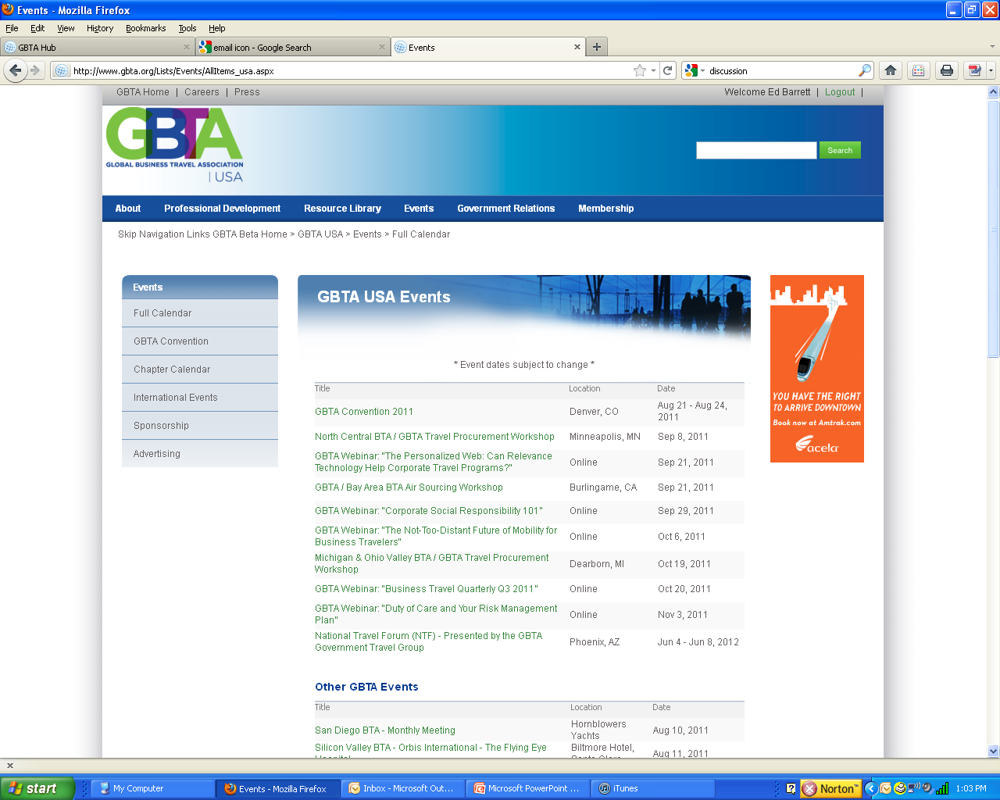 Events - Mozilla Firefox
File Edit View History Bookmarks Tools Help
GBTA Hub
email icon - Google Search
Events
http://www.gbta.org/Lists/Events/AllItems_usa.aspx
discussion
GBTA Home | Careers | Press
Welcome Ed Barrett | Logout |
GBTA
GLOBAL BUSINESS TRAVEL ASSOCIATION
| USA
Search
About Professional Development Resource Library Events Government Relations Membership
Skip Navigation Links GBTA Beta Home > GBTA USA > Events > Full Calendar
Events
Full Calendar
GBTA Convention
Chapter Calendar
International Events
Sponsorship
Advertising
GBTA USA Events
* Event dates subject to change *
Title Location Date
GBTA Convention 2011 Denver, CO Aug 21 - Aug 24, 
2011
North Central BTA / GBTA Travel Procurement Workshop Minneapolis, MN Sep 8, 2011
GBTA Webinar: "The Personalized Web: Can Relevance
Technology Help Corporate Travel Programs?" Online Sep 21, 2011
GBTA / Bay Area BTA Air Sourcing Workshop Burlingame, CA Sep 21, 2011
GBTA Webinar: "Corporate Social Responsibility 101" Online Sep 29, 2011
GBTA Webinar: "The Not-Too-Distant Future of Mobility for
Business Travelers" Online Oct 6, 2011
Michigan & Ohio Valley BTA / GBTA Travel Procurement
Workshop Dearborn, MI Oct 19, 2011
GBTA Webinar: "Business Travel Quarterly Q3 2011" Online Oct 20, 2011
GBTA Webinar: "Duty of Care and Your Risk Management
Plan" Online Nov 3, 2011
National Travel Forum (NTF) - Presented by the GBTA
Government Travel Group Phoenix, AZ Jun 4 - Jun 8, 2012
Other GBTA Events
Title Location Date
San Diego BTA - Monthly Meeting Hornblowers
Yachts Aug 10, 2011
Silicon Valley BTA - Orbis International - The Flying Eye Biltmore Hotel,
Aug 11, 2011
YOU HAVE THE RIGHT
TO ARRIVE DOWNTOWN
Book now at Amtrak.com
acela
start
My Computer
Events - Mozilla Firefox
Inbox - Microsoft Out...
Microsoft PowerPoint ...
iTunes
Norton™
1:03 PM